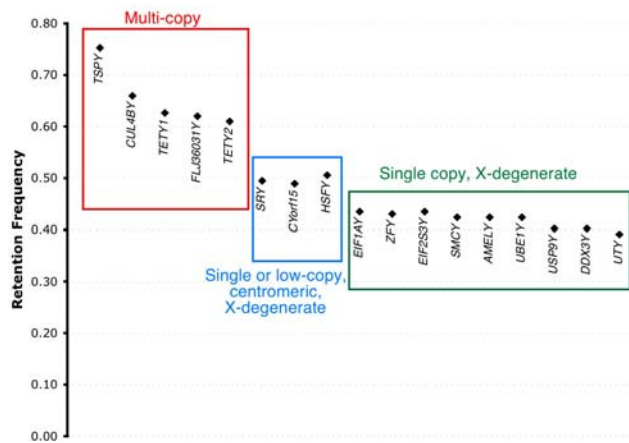 Multi-copy
0.80
0.70
0.60
0.50
0.40
0.30
0.20
0.10
0.00
Retention Frequency
TSPY
CUL4BY
TETY1
FLJ36031Y
TETY2
SRY
CYorf15
HSFY
Single or low-copy,
centromeric,
X-degenerate
Single copy, X-degenerate
EIF1AY
ZFY
EIF2S3Y
SMCY
AMELY
UBE1Y
USP9Y
DDX3Y
UTY